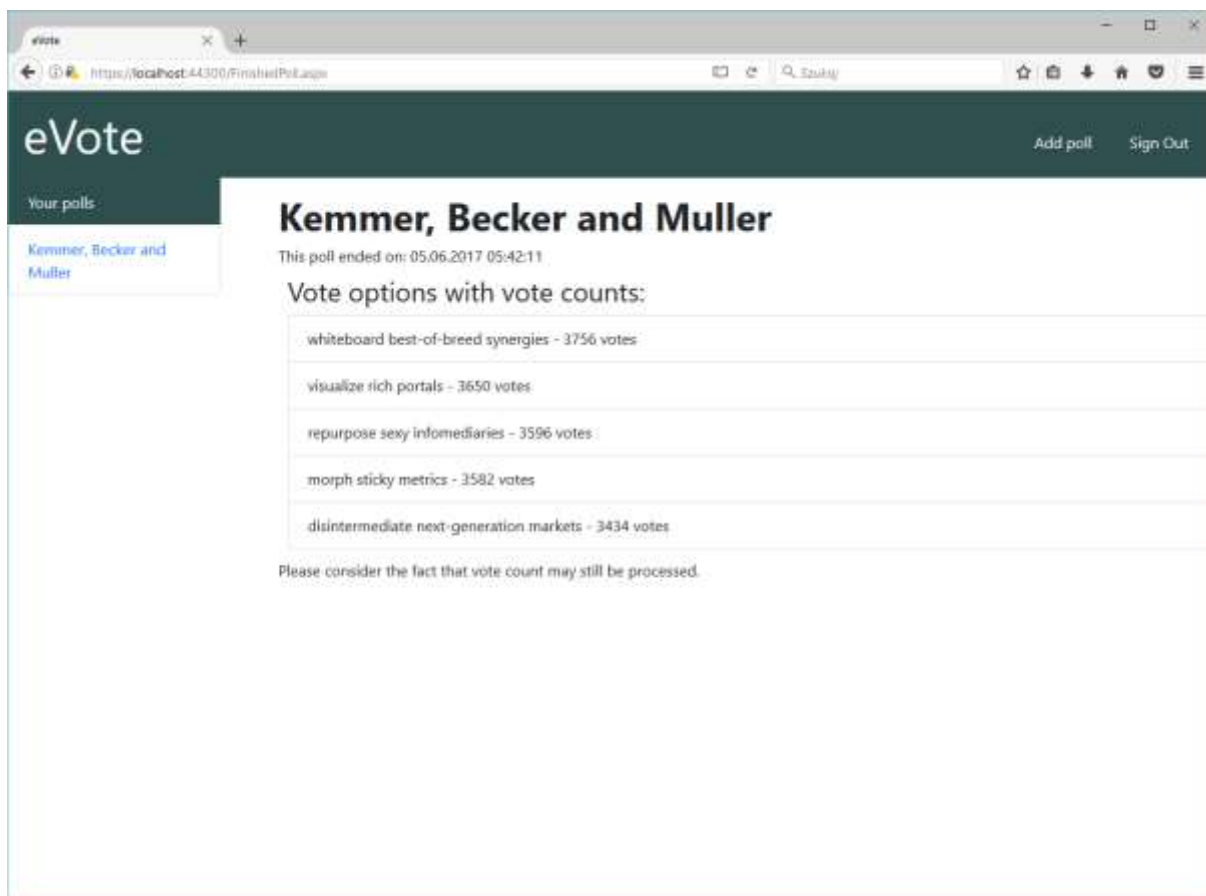 eVote
https://localhost:44300/FinishedPoll.aspx
Szukaj
eVote
Add poll
Sign Out
Your polls
Kemmer, Becker and
Muller
Kemmer, Becker and Muller
This poll ended on: 05.06.2017 05:42:11
Vote options with vote counts:
whiteboard best-of-breed synergies - 3756 votes
visualize rich portals - 3650 votes
repurpose sexy infomediaries - 3596 votes
morph sticky metrics - 3582 votes
disintermediate next-generation markets - 3434 votes
Please consider the fact that vote count may still be processed.